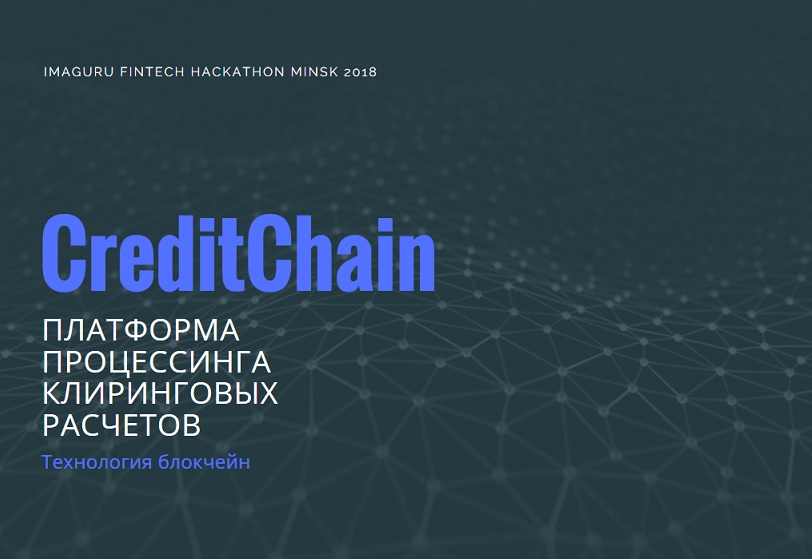 IMAGURU FINTECH HACKATHON MINSK 2018
CreditChain
ПЛАТФОРМА
ПРОЦЕССИНГА
КЛИРИНГОВЫХ
РАСЧЕТОВ
Технология блокчейн